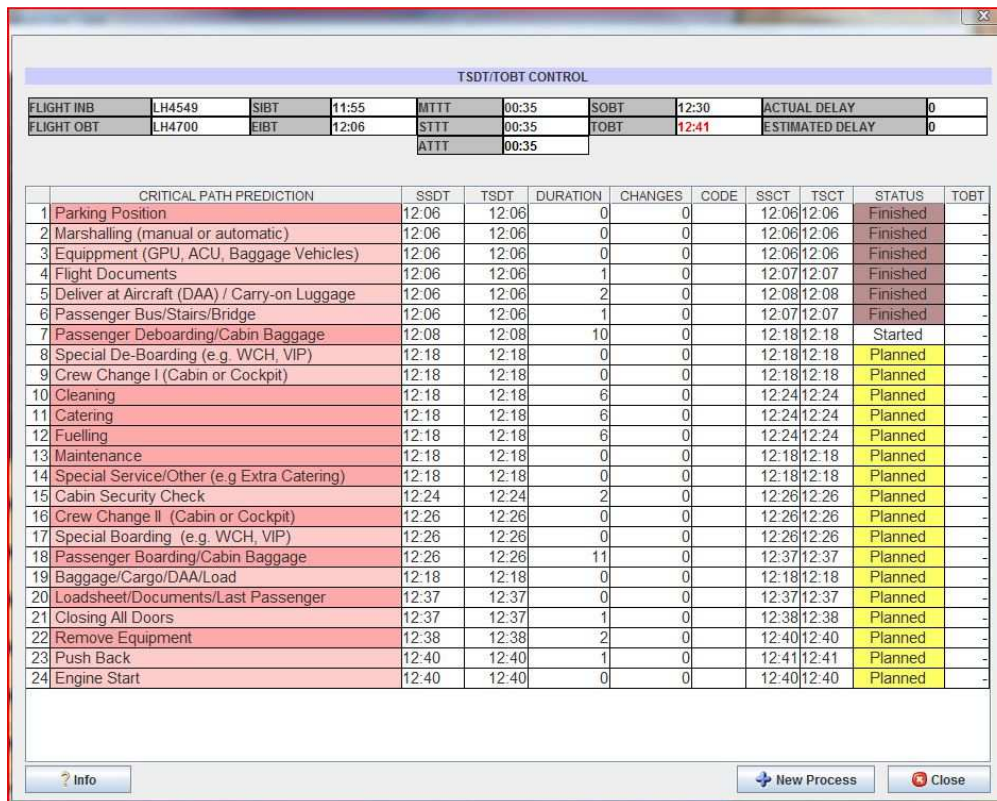 TSDT/TOBT CONTROL
FLIGHT INB LH4549 SIBT 11:55 MTTT 00:35 SOBT 12:30 ACTUAL DELAY 0
FLIGHT OBT LH4700 EIBT 12:06 STTT 00:35 TOBT 12:41 ESTIMATED DELAY 0
ATTT 00:35
CRITICAL PATH PREDICTION SSDT TSDT DURATION CHANGES CODE SSCT TSCT STATUS TOBT
1 Parking Position 12:06 12:06 0 0 12:06 12:06 Finished -
2 Marshalling (manual or automatic) 12:06 12:06 0 0 12:06 12:06 Finished -
3 Equippment (GPU, ACU, Baggage Vehicles) 12:06 12:06 0 0 12:06 12:06 Finished -
4 Flight Documents 12:06 12:06 1 0 12:07 12:07 Finished -
5 Deliver at Aircraft (DAA) / Carry-on Luggage 12:06 12:06 2 0 12:08 12:08 Finished -
6 Passenger Bus/Stairs/Bridge 12:06 12:06 1 0 12:07 12:07 Finished -
7 Passenger Deboarding/Cabin Baggage 12:08 12:08 10 0 12:18 12:18 Started -
8 Special De-Boarding (e.g. WCH, VIP) 12:18 12:18 0 0 12:18 12:18 Planned -
9 Crew Change I (Cabin or Cockpit) 12:18 12:18 0 0 12:18 12:18 Planned -
10 Cleaning 12:18 12:18 6 0 12:24 12:24 Planned -
11 Catering 12:18 12:18 6 0 12:24 12:24 Planned -
12 Fuelling 12:18 12:18 6 0 12:24 12:24 Planned -
13 Maintenance 12:18 12:18 0 0 12:18 12:18 Planned -
14 Special Service/Other (e.g Extra Catering) 12:18 12:18 0 0 12:18 12:18 Planned -
15 Cabin Security Check 12:24 12:24 2 0 12:26 12:26 Planned -
16 Crew Change II (Cabin or Cockpit) 12:26 12:26 0 0 12:26 12:26 Planned -
17 Special Boarding (e.g. WCH, VIP) 12:26 12:26 0 0 12:26 12:26 Planned -
18 Passenger Boarding/Cabin Baggage 12:26 12:26 11 0 12:37 12:37 Planned -
19 Baggage/Cargo/DAA/Load 12:18 12:18 0 0 12:18 12:18 Planned -
20 Loadsheet/Documents/Last Passenger 12:37 12:37 0 0 12:37 12:37 Planned -
21 Closing All Doors 12:37 12:37 1 0 12:38 12:38 Planned -
22 Remove Equipment 12:38 12:38 2 0 12:40 12:40 Planned -
23 Push Back 12:40 12:40 1 0 12:41 12:41 Planned -
24 Engine Start 12:40 12:40 0 0 12:40 12:40 Planned -
? Info New Process Close